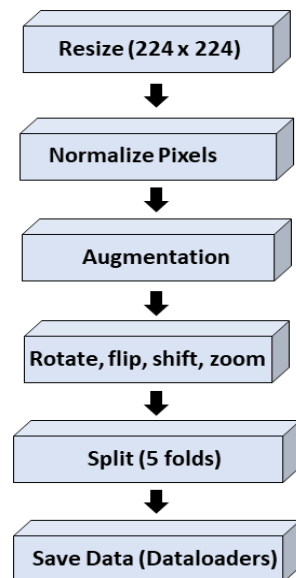 Resize (224 x 224)
Normalize Pixels
Augmentation
Rotate, flip, shift, zoom
Split (5 folds)
Save Data (Dataloaders)